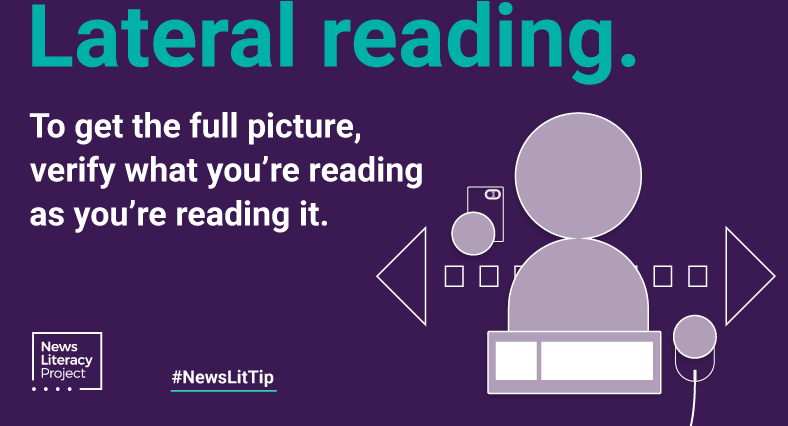 Lateral reading.
To get the full picture,
verify what you’re reading
as you’re reading it.
News
Literacy
Project
#NewsLitTip